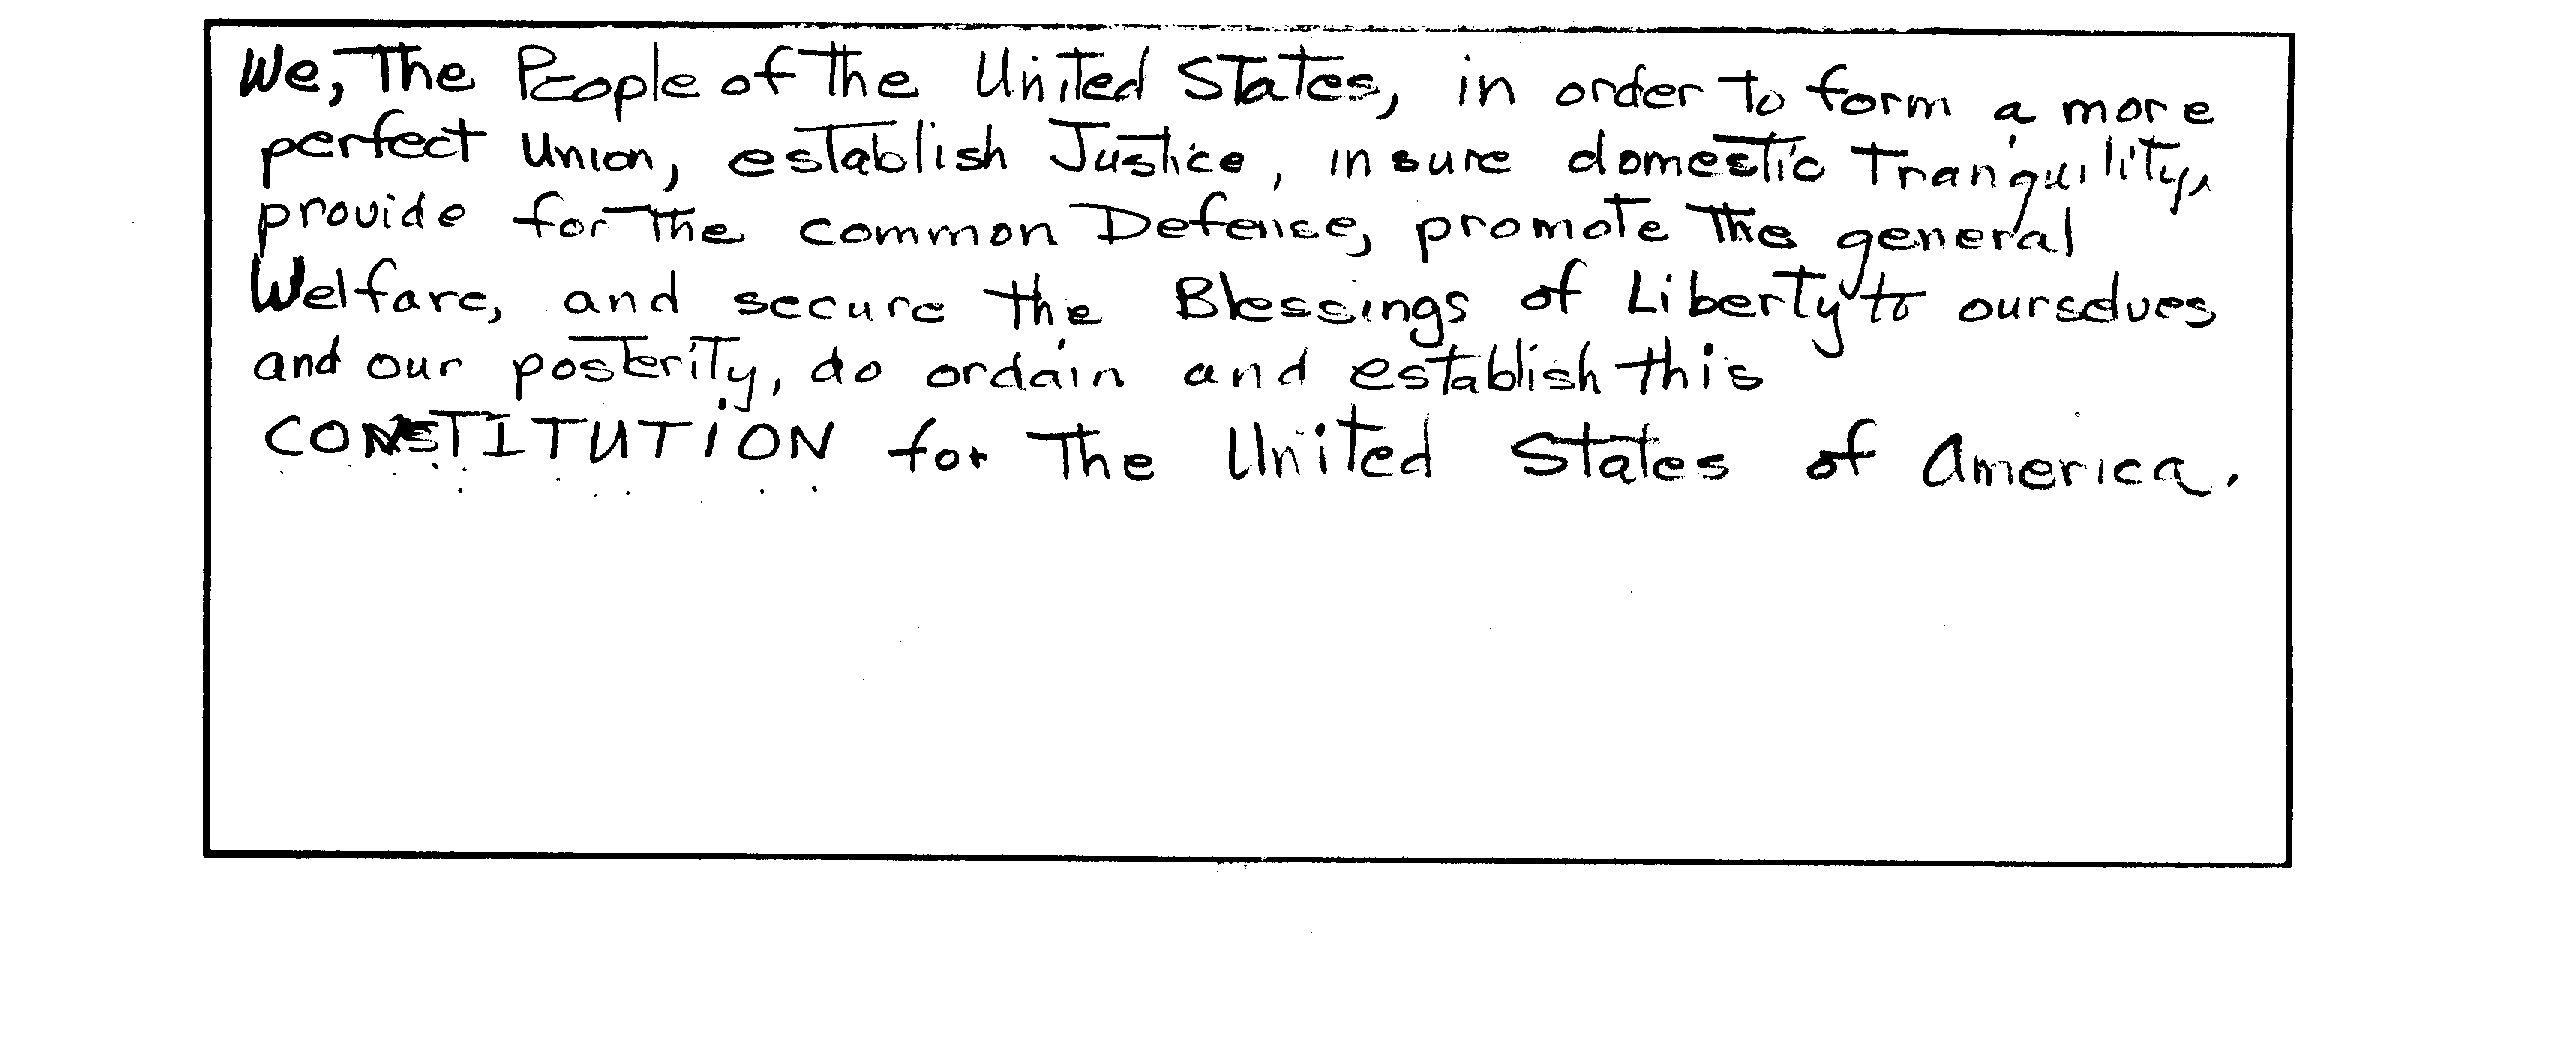 We, The People of the United States, in order to form a more
perfect Union, establish Justice, insure domestic Tranquility,
provide for the common Defense, promote the general
Welfare, and secure the Blessings of Liberty to ourselves
and our posterity, do ordain and establish this
CONSTITUTION for The United States of America.